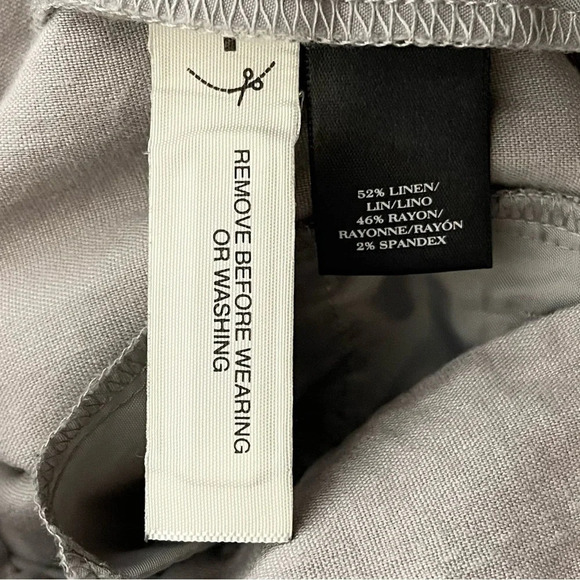 REMOVE BEFORE WEARING
OR WASHING
52% LINEN/
LIN/LINO
46% RAYON/
RAYONNE/RAYÓN
2% SPANDEX